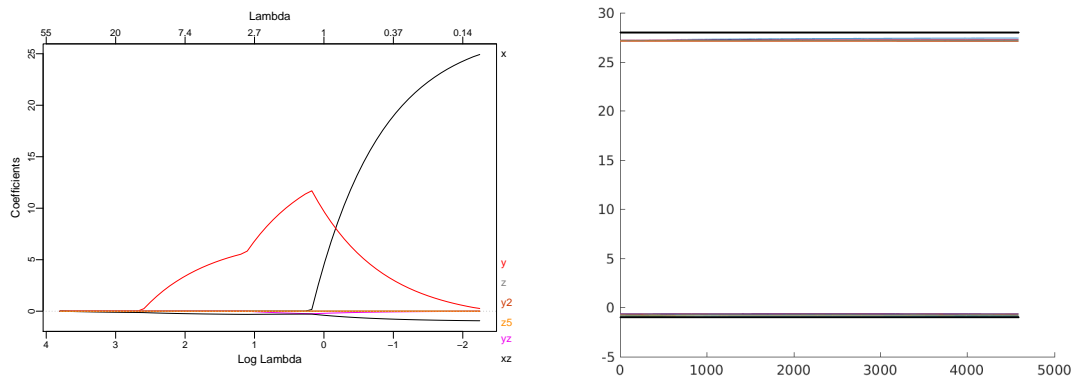 Lambda
55 20 7.4 2.7 1 0.37 0.14
Coefficients
25
20
15
10
5
0
x
y
z
y2
z5
yz
xz
4 3 2 1 0 −1 −2
Log Lambda
30
25
20
15
10
5
0
-5
0 1000 2000 3000 4000 5000